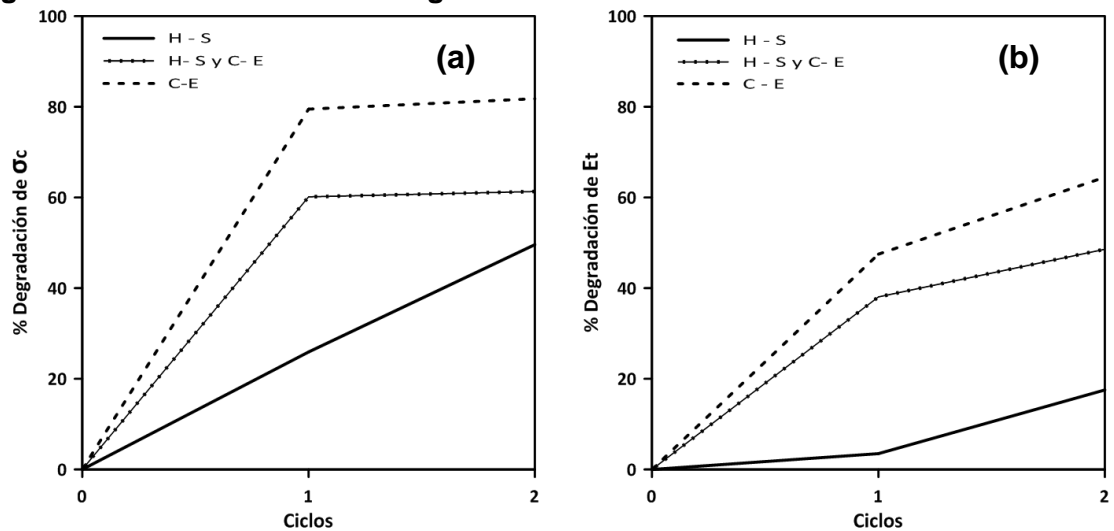 100
80
60
40
20
0
% Degradación de σc
H - S
H- S y C- E
C-E
(a)
0
1
2
Ciclos
100
80
60
40
20
0
% Degradación de Et
H - S
H - S y C- E
C - E
(b)
0
1
2
Ciclos